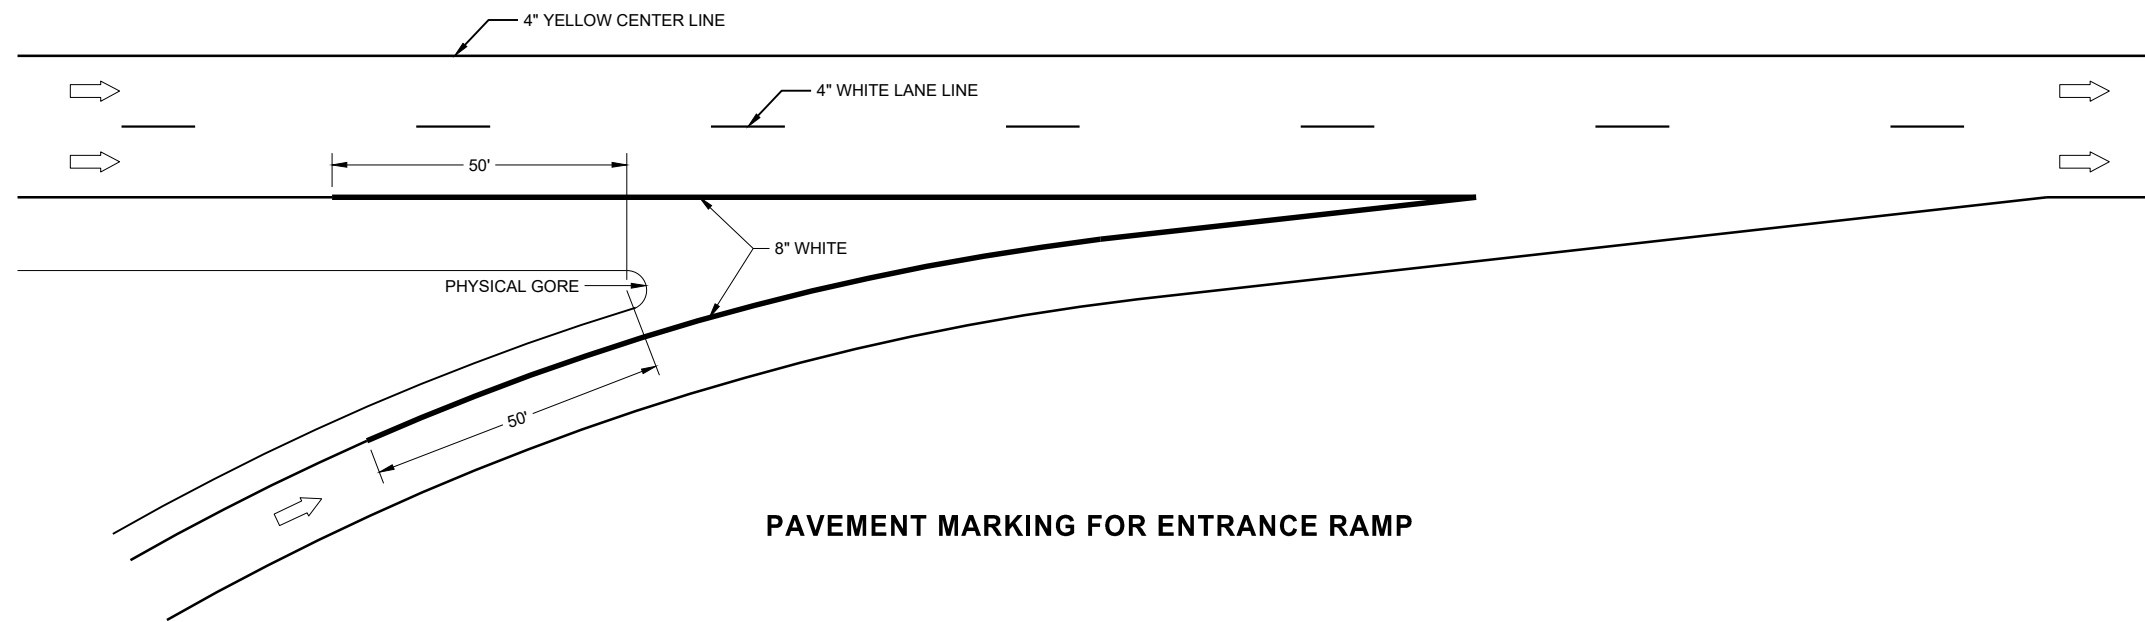 4" YELLOW CENTER LINE
4" WHITE LANE LINE
50'
8" WHITE
PHYSICAL GORE
50'
PAVEMENT MARKING FOR ENTRANCE RAMP